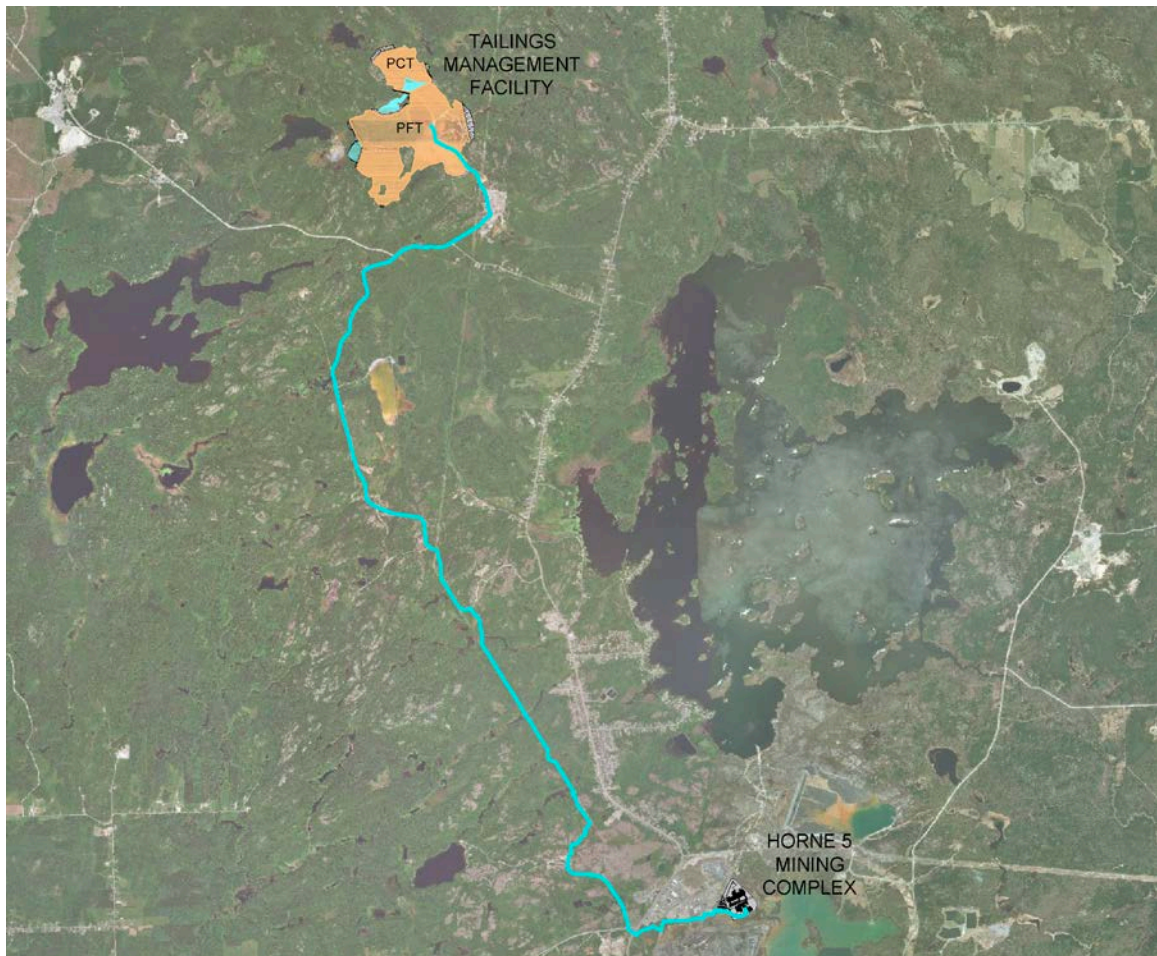 TAILINGS
MANAGEMENT
FACILITY
PCT
PFT
HORNE 5
MINING
COMPLEX